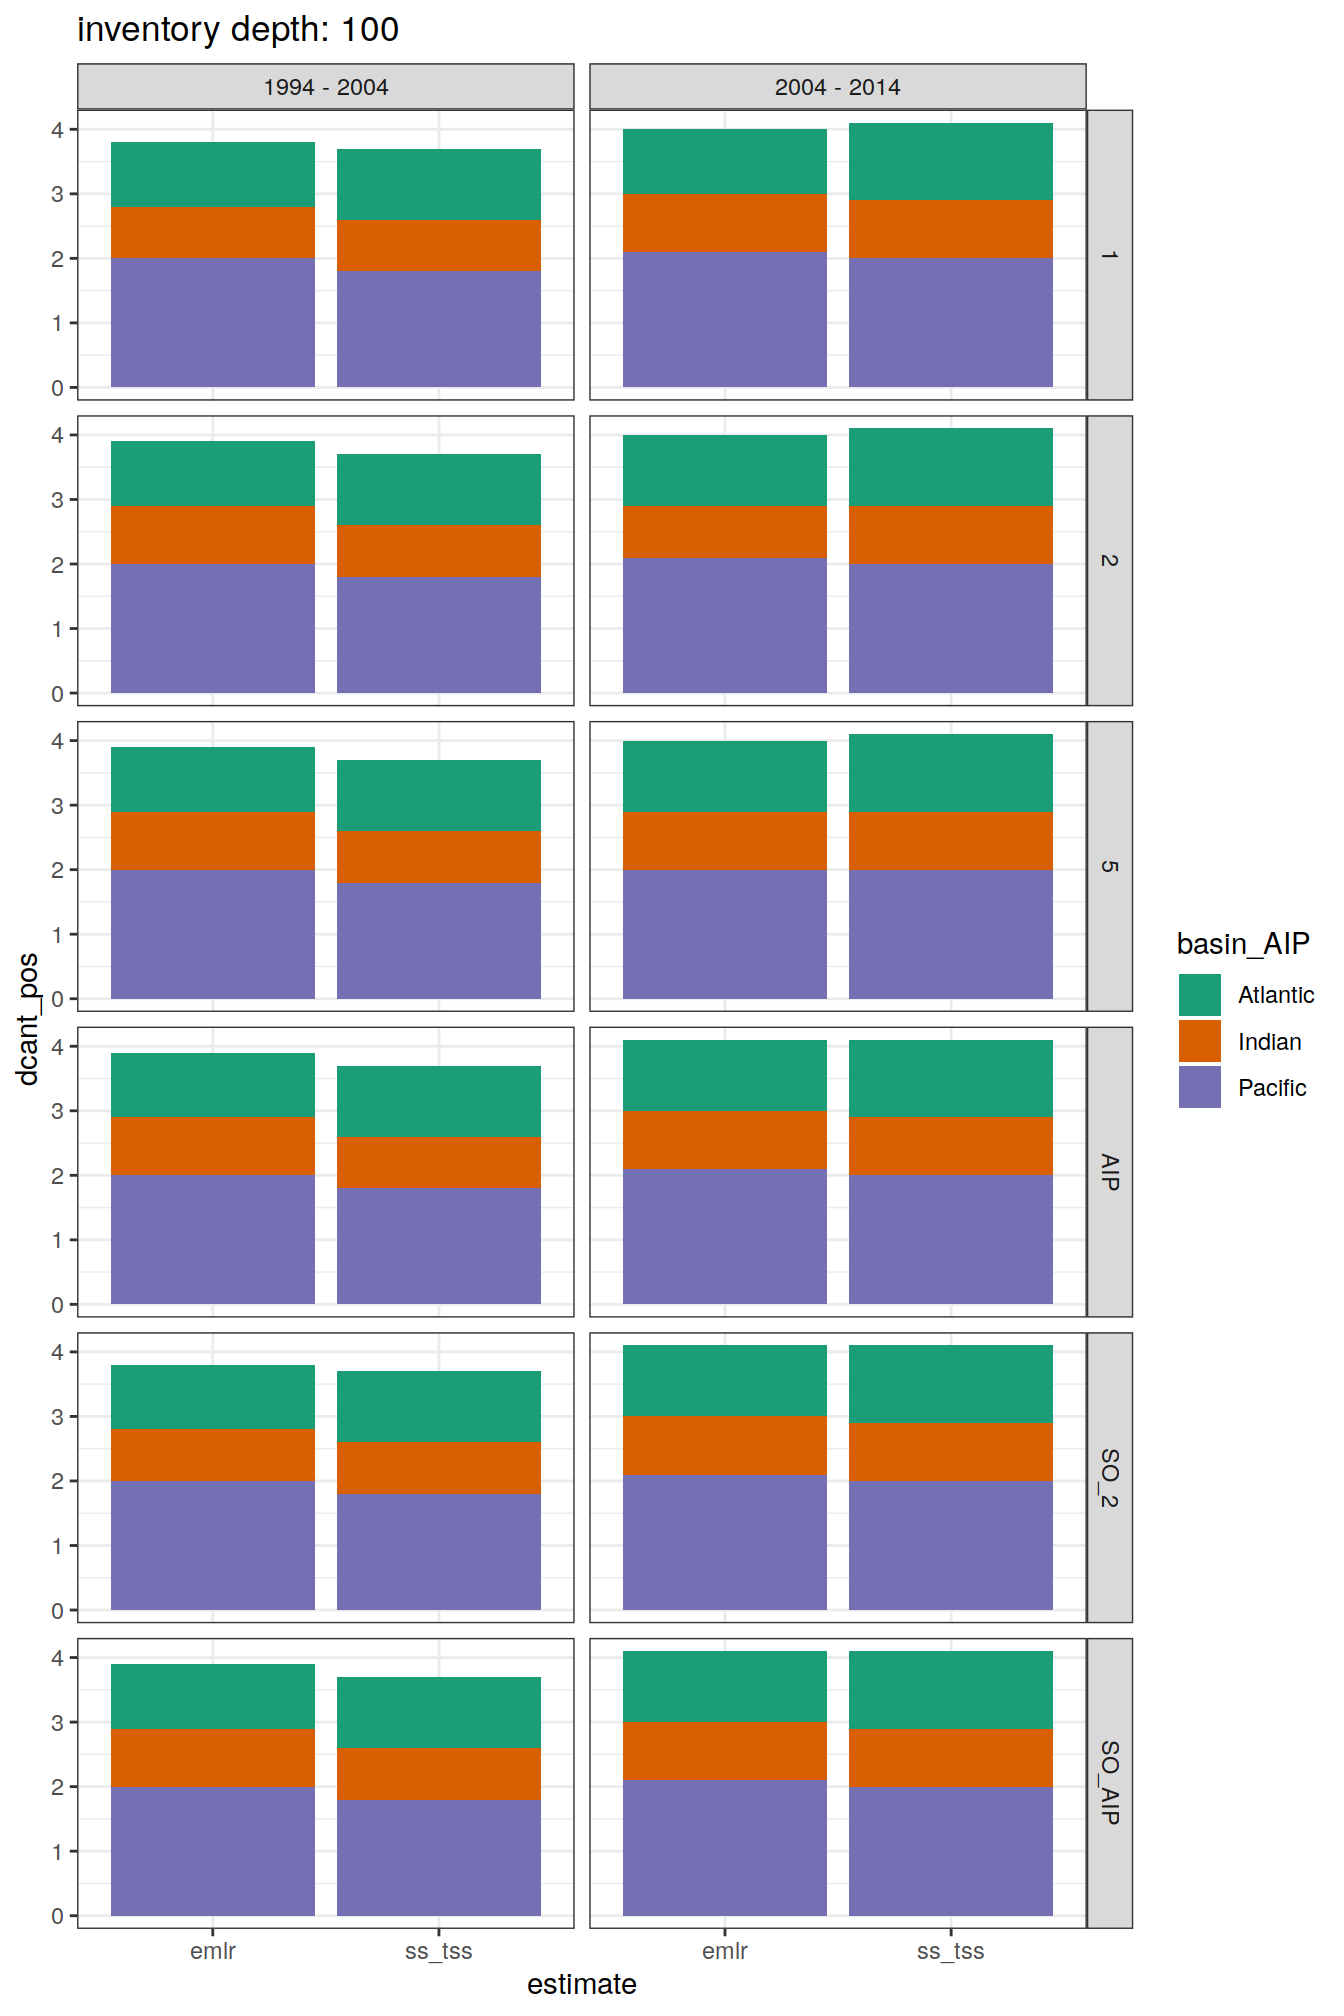 inventory depth: 100
1994 - 2004
2004 - 2014
4
3
2
1
0
1
4
3
2
1
0
2
4
3
2
1
0
5
4
3
2
1
0
AIP
4
3
2
1
0
SO_2
4
3
2
1
0
SO_AIP
dcant_pos
emlr
ss_tss
emlr
ss_tss
estimate
basin_AIP
Atlantic
Indian
Pacific